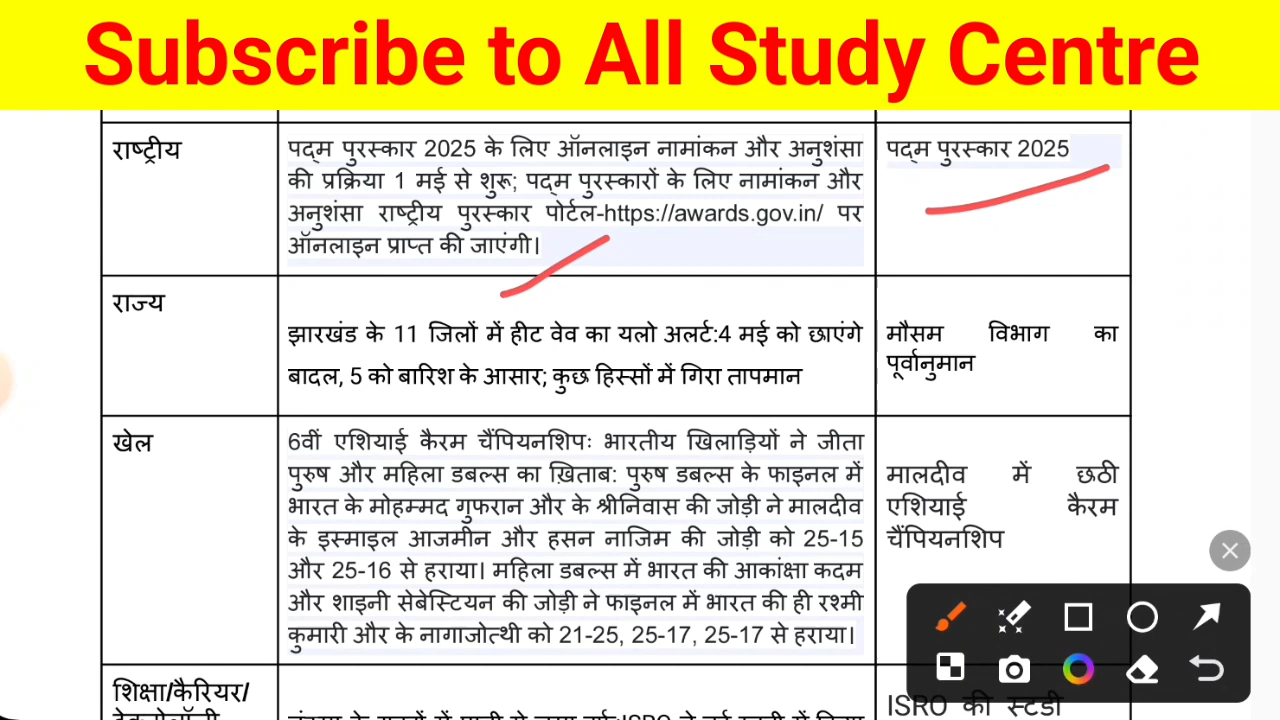 Subscribe to All Study Centre
राष्ट्रीय
पद्म पुरस्कार 2025 के लिए ऑनलाइन नामांकन और अनुशंसा
की प्रक्रिया 1 मई से शुरू; पद्म पुरस्कारों के लिए नामांकन और
अनुशंसा राष्ट्रीय पुरस्कार पोर्टल-https://awards.gov.in/ पर
ऑनलाइन प्राप्त की जाएंगी।
पद्म पुरस्कार 2025
राज्य
झारखंड के 11 जिलों में हीट वेव का यलो अलर्ट:4 मई को छाएंगे
बादल, 5 को बारिश के आसार; कुछ हिस्सों में गिरा तापमान
मौसम विभाग का
पूर्वानुमान
खेल
6वीं एशियाई कैरम चैंपियनशिपः भारतीय खिलाड़ियों ने जीता
पुरुष और महिला डबल्स का ख़िताब: पुरुष डबल्स के फाइनल में
भारत के मोहम्मद गुफरान और के श्रीनिवास की जोड़ी ने मालदीव
के इस्माइल आजमीन और हसन नाजिम की जोड़ी को 25-15
और 25-16 से हराया। महिला डबल्स में भारत की आकांक्षा कदम
और शाइनी सेबेस्टियन की जोड़ी ने फाइनल में भारत की ही रश्मी
कुमारी और के नागाजोत्थी को 21-25, 25-17, 25-17 से हराया।
मालदीव में छठी
एशियाई कैरम
चैंपियनशिप
शिक्षा/कैरियर/
ISRO की स्टडी